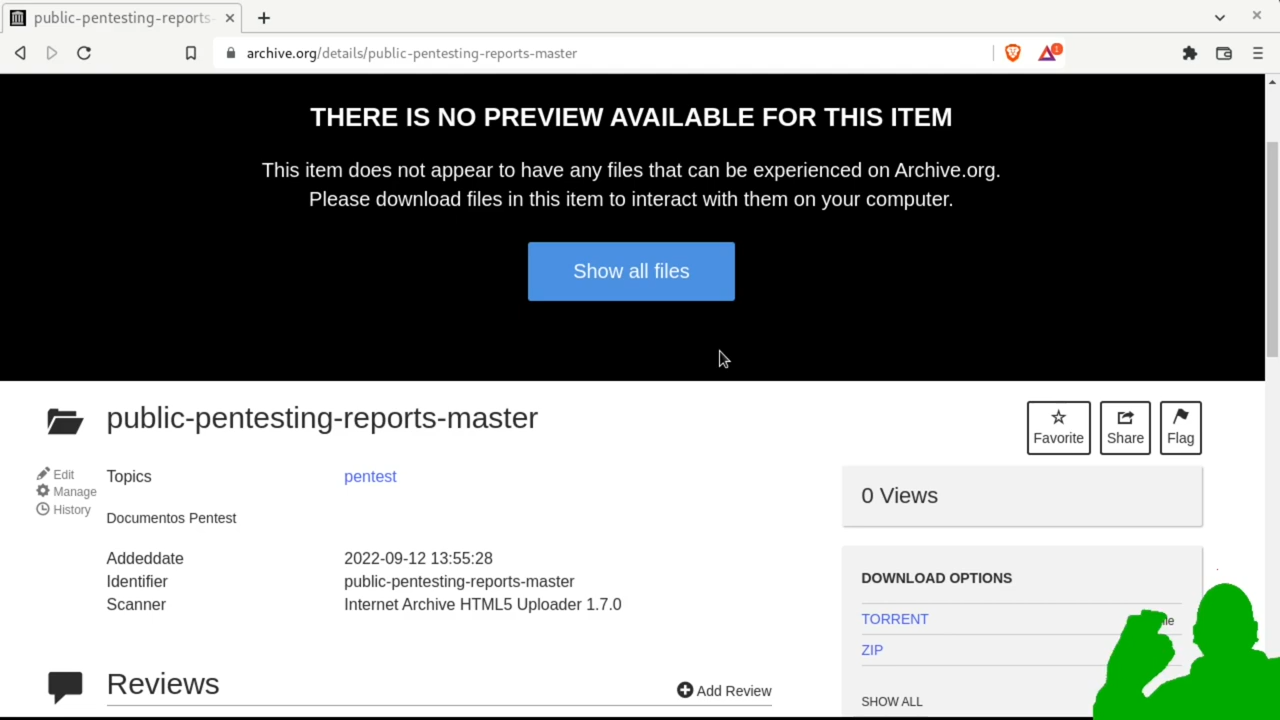 public-pentesting-reports-
archive.org/details/public-pentesting-reports-master
1
THERE IS NO PREVIEW AVAILABLE FOR THIS ITEM
This item does not appear to have any files that can be experienced on Archive.org.
Please download files in this item to interact with them on your computer.
Show all files
public-pentesting-reports-master
Favorite
Share
Flag
Edit
Manage
History
Topics
pentest
Documentos Pentest
Addeddate
2022-09-12 13:55:28
Identifier
public-pentesting-reports-master
Scanner
Internet Archive HTML5 Uploader 1.7.0
0 Views
DOWNLOAD OPTIONS
TORRENT
ZIP
SHOW ALL
Reviews
Add Review